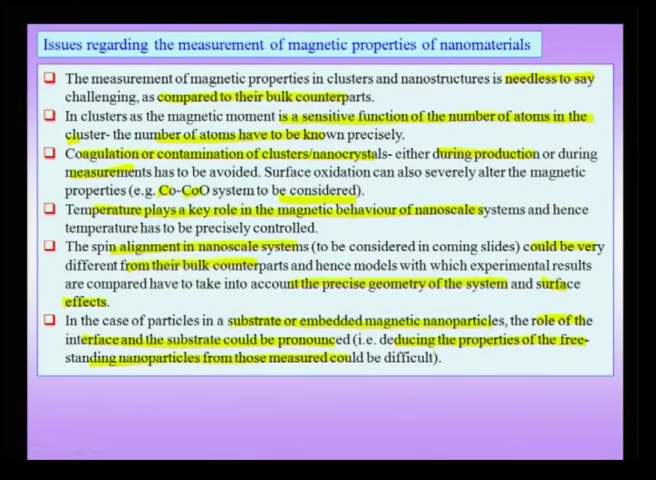 Issues regarding the measurement of magnetic properties of nanomaterials
❑ The measurement of magnetic properties in clusters and nanostructures is needless to say
challenging, as compared to their bulk counterparts.
❑ In clusters as the magnetic moment is a sensitive function of the number of atoms in the
cluster- the number of atoms have to be known precisely.
❑ Coagulation or contamination of clusters/nanocrystals- either during production or during
measurements has to be avoided. Surface oxidation can also severely alter the magnetic
properties (e.g. Co-CoO system to be considered).
❑ Temperature plays a key role in the magnetic behaviour of nanoscale systems and hence
temperature has to be precisely controlled.
❑ The spin alignment in nanoscale systems (to be considered in coming slides) could be very
different from their bulk counterparts and hence models with which experimental results
are compared have to take into account the precise geometry of the system and surface
effects.
❑ In the case of particles in a substrate or embedded magnetic nanoparticles, the role of the
interface and the substrate could be pronounced (i.e. deducing the properties of the free-
standing nanoparticles from those measured could be difficult).